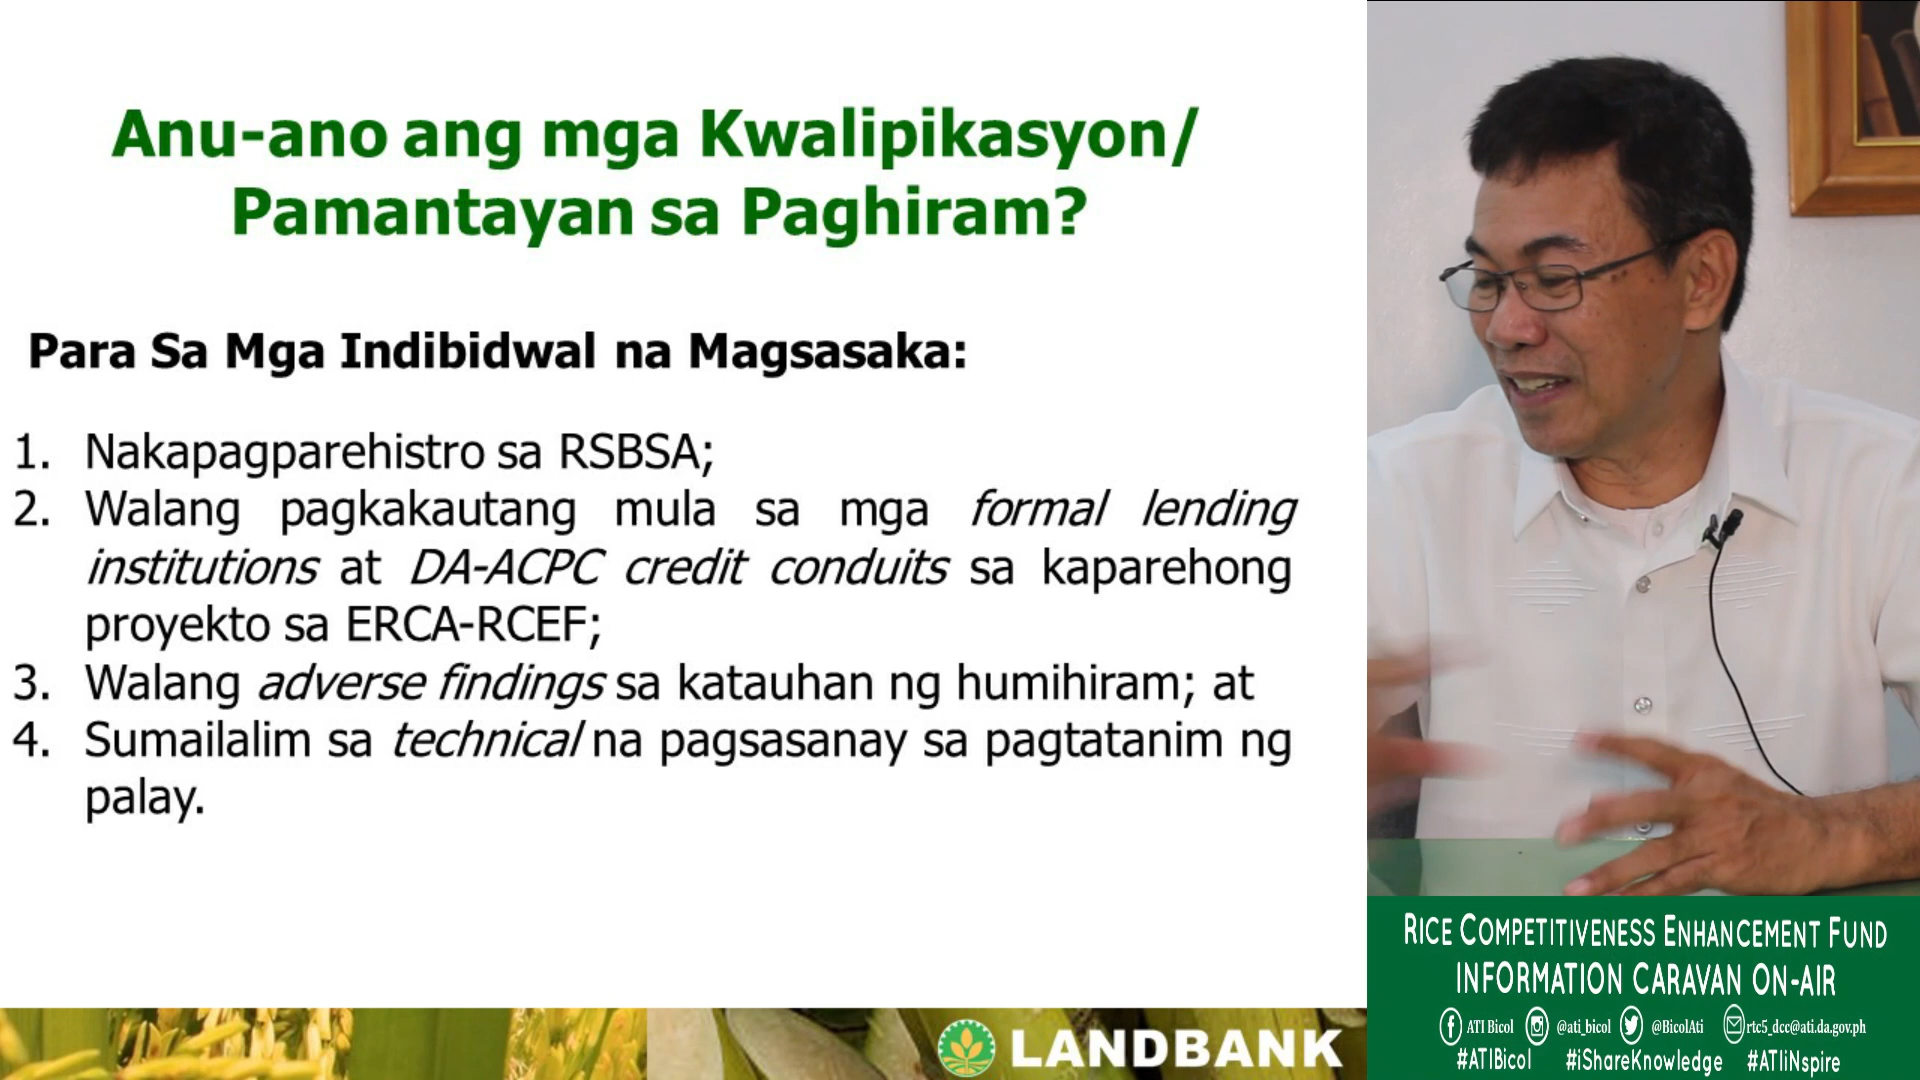 Anu-ano ang mga Kwalipikasyon/
Pamantayan sa Paghiram?
Para Sa Mga Indibidwal na Magsasaka:
1. Nakapagparehistro sa RSBSA;
2. Walang pagkakautang mula sa mga formal lending
institutions at DA-ACPC credit conduits sa kaparehong
proyekto sa ERCA-RCEF;
3. Walang adverse findings sa katauhan ng humihiram; at
4. Sumailalim sa technical na pagsasanay sa pagtatanim ng
palay.
LANDBANK
RICE COMPETITIVENESS ENHANCEMENT FUND
INFORMATION CARAVAN ON-AIR
ATI Bicol @ati_bicol @BicolAti rtc5_dcc@ati.da.gov.ph
#ATIBicol #iShareKnowledge #ATIiNspire